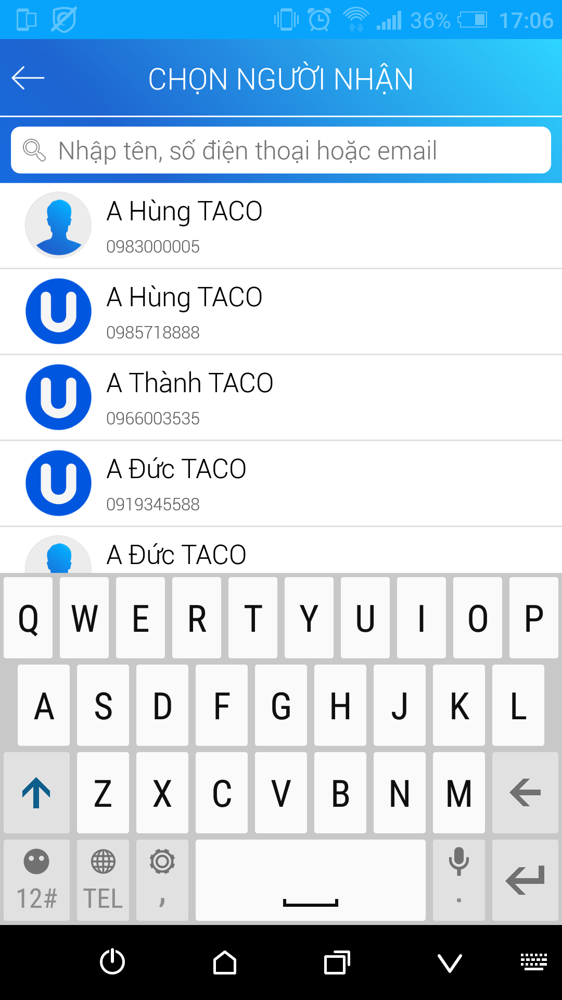 36% 17:06
CHỌN NGƯỜI NHẬN
Nhập tên, số điện thoại hoặc email
A Hùng TACO
0983000005
A Hùng TACO
0985718888
A Thành TACO
0966003535
A Đức TACO
0919345588
A Đức TACO
Q W E R T Y U I O P
A S D F G H J K L
Z X C V B N M
12# TEL , .